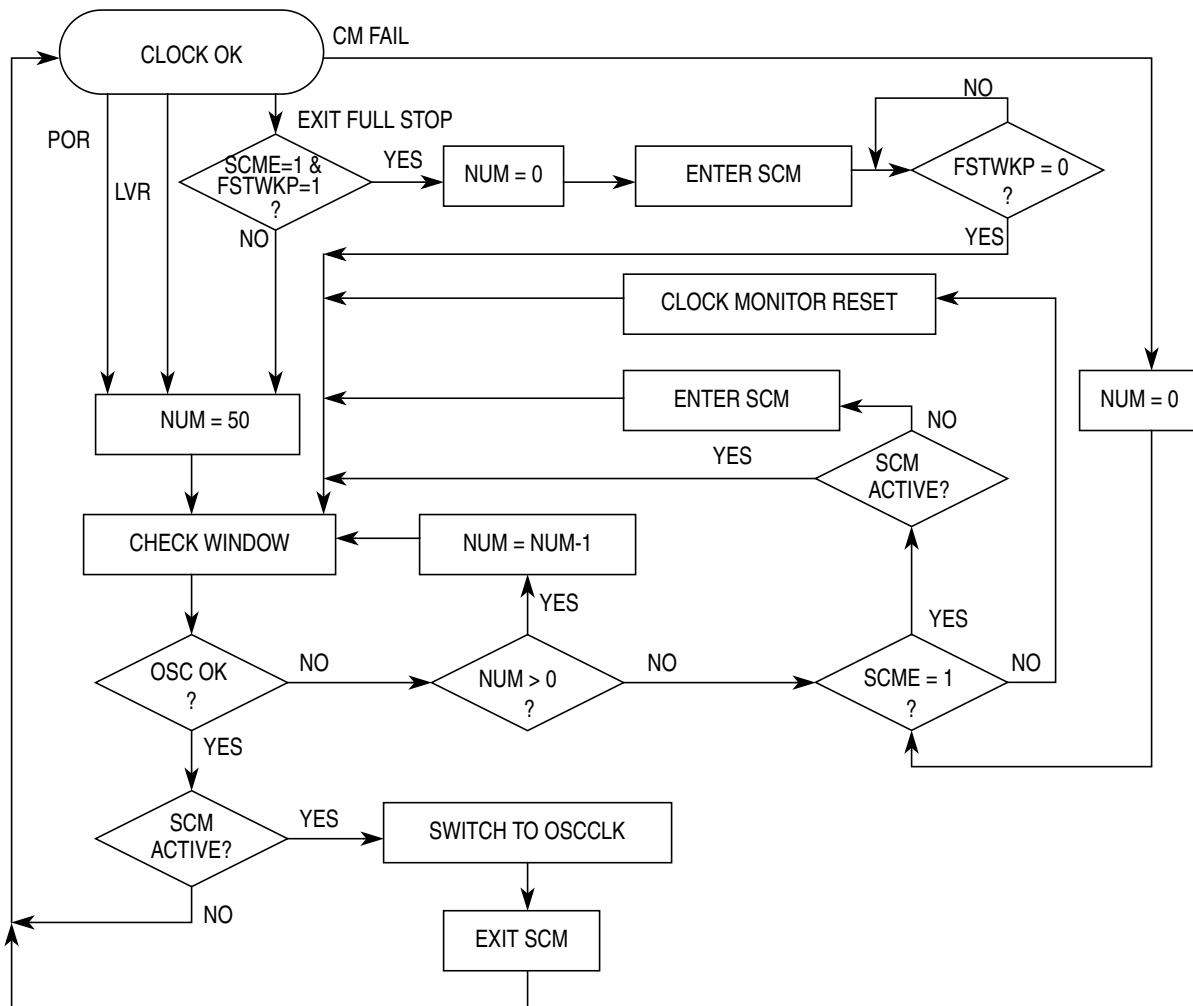 CLOCK OK
CM FAIL
POR
LVR
EXIT FULL STOP
SCME=1 &
FSTWKP=1
?
YES
NO
NUM = 0
ENTER SCM
NO
FSTWKP = 0
?
YES
CLOCK MONITOR RESET
NUM = 50
ENTER SCM
NO
NUM = 0
YES
SCM
ACTIVE?
CHECK WINDOW
NUM = NUM-1
YES
YES
OSC OK
?
NO
NUM > 0
?
NO
SCME = 1
?
NO
YES
SCM
ACTIVE?
YES
SWITCH TO OSCCLK
NO
EXIT SCM